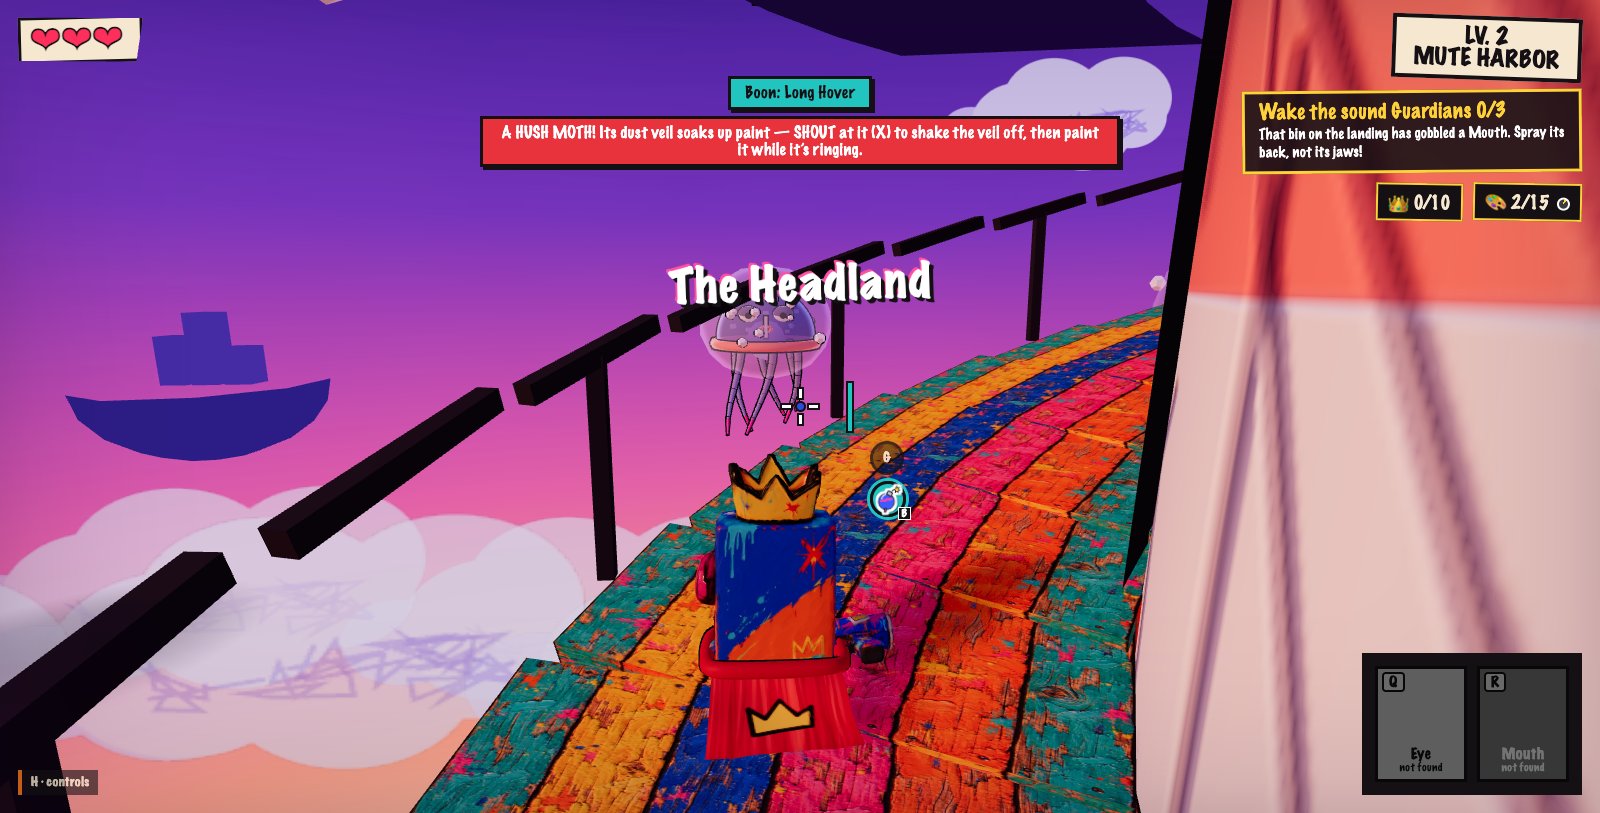 LV. 2
MUTE HARBOR
Boon: Long Hover
A HUSH MOTH! Its dust veil soaks up paint — SHOUT at it (X) to shake the veil off, then paint
it while it's ringing.
Wake the sound Guardians 0/3
That bin on the landing has gobbled a Mouth. Spray its
back, not its jaws!
0/10
2/15
The Headland
G
B
Q
R
Eye
not found
Mouth
not found
H · controls